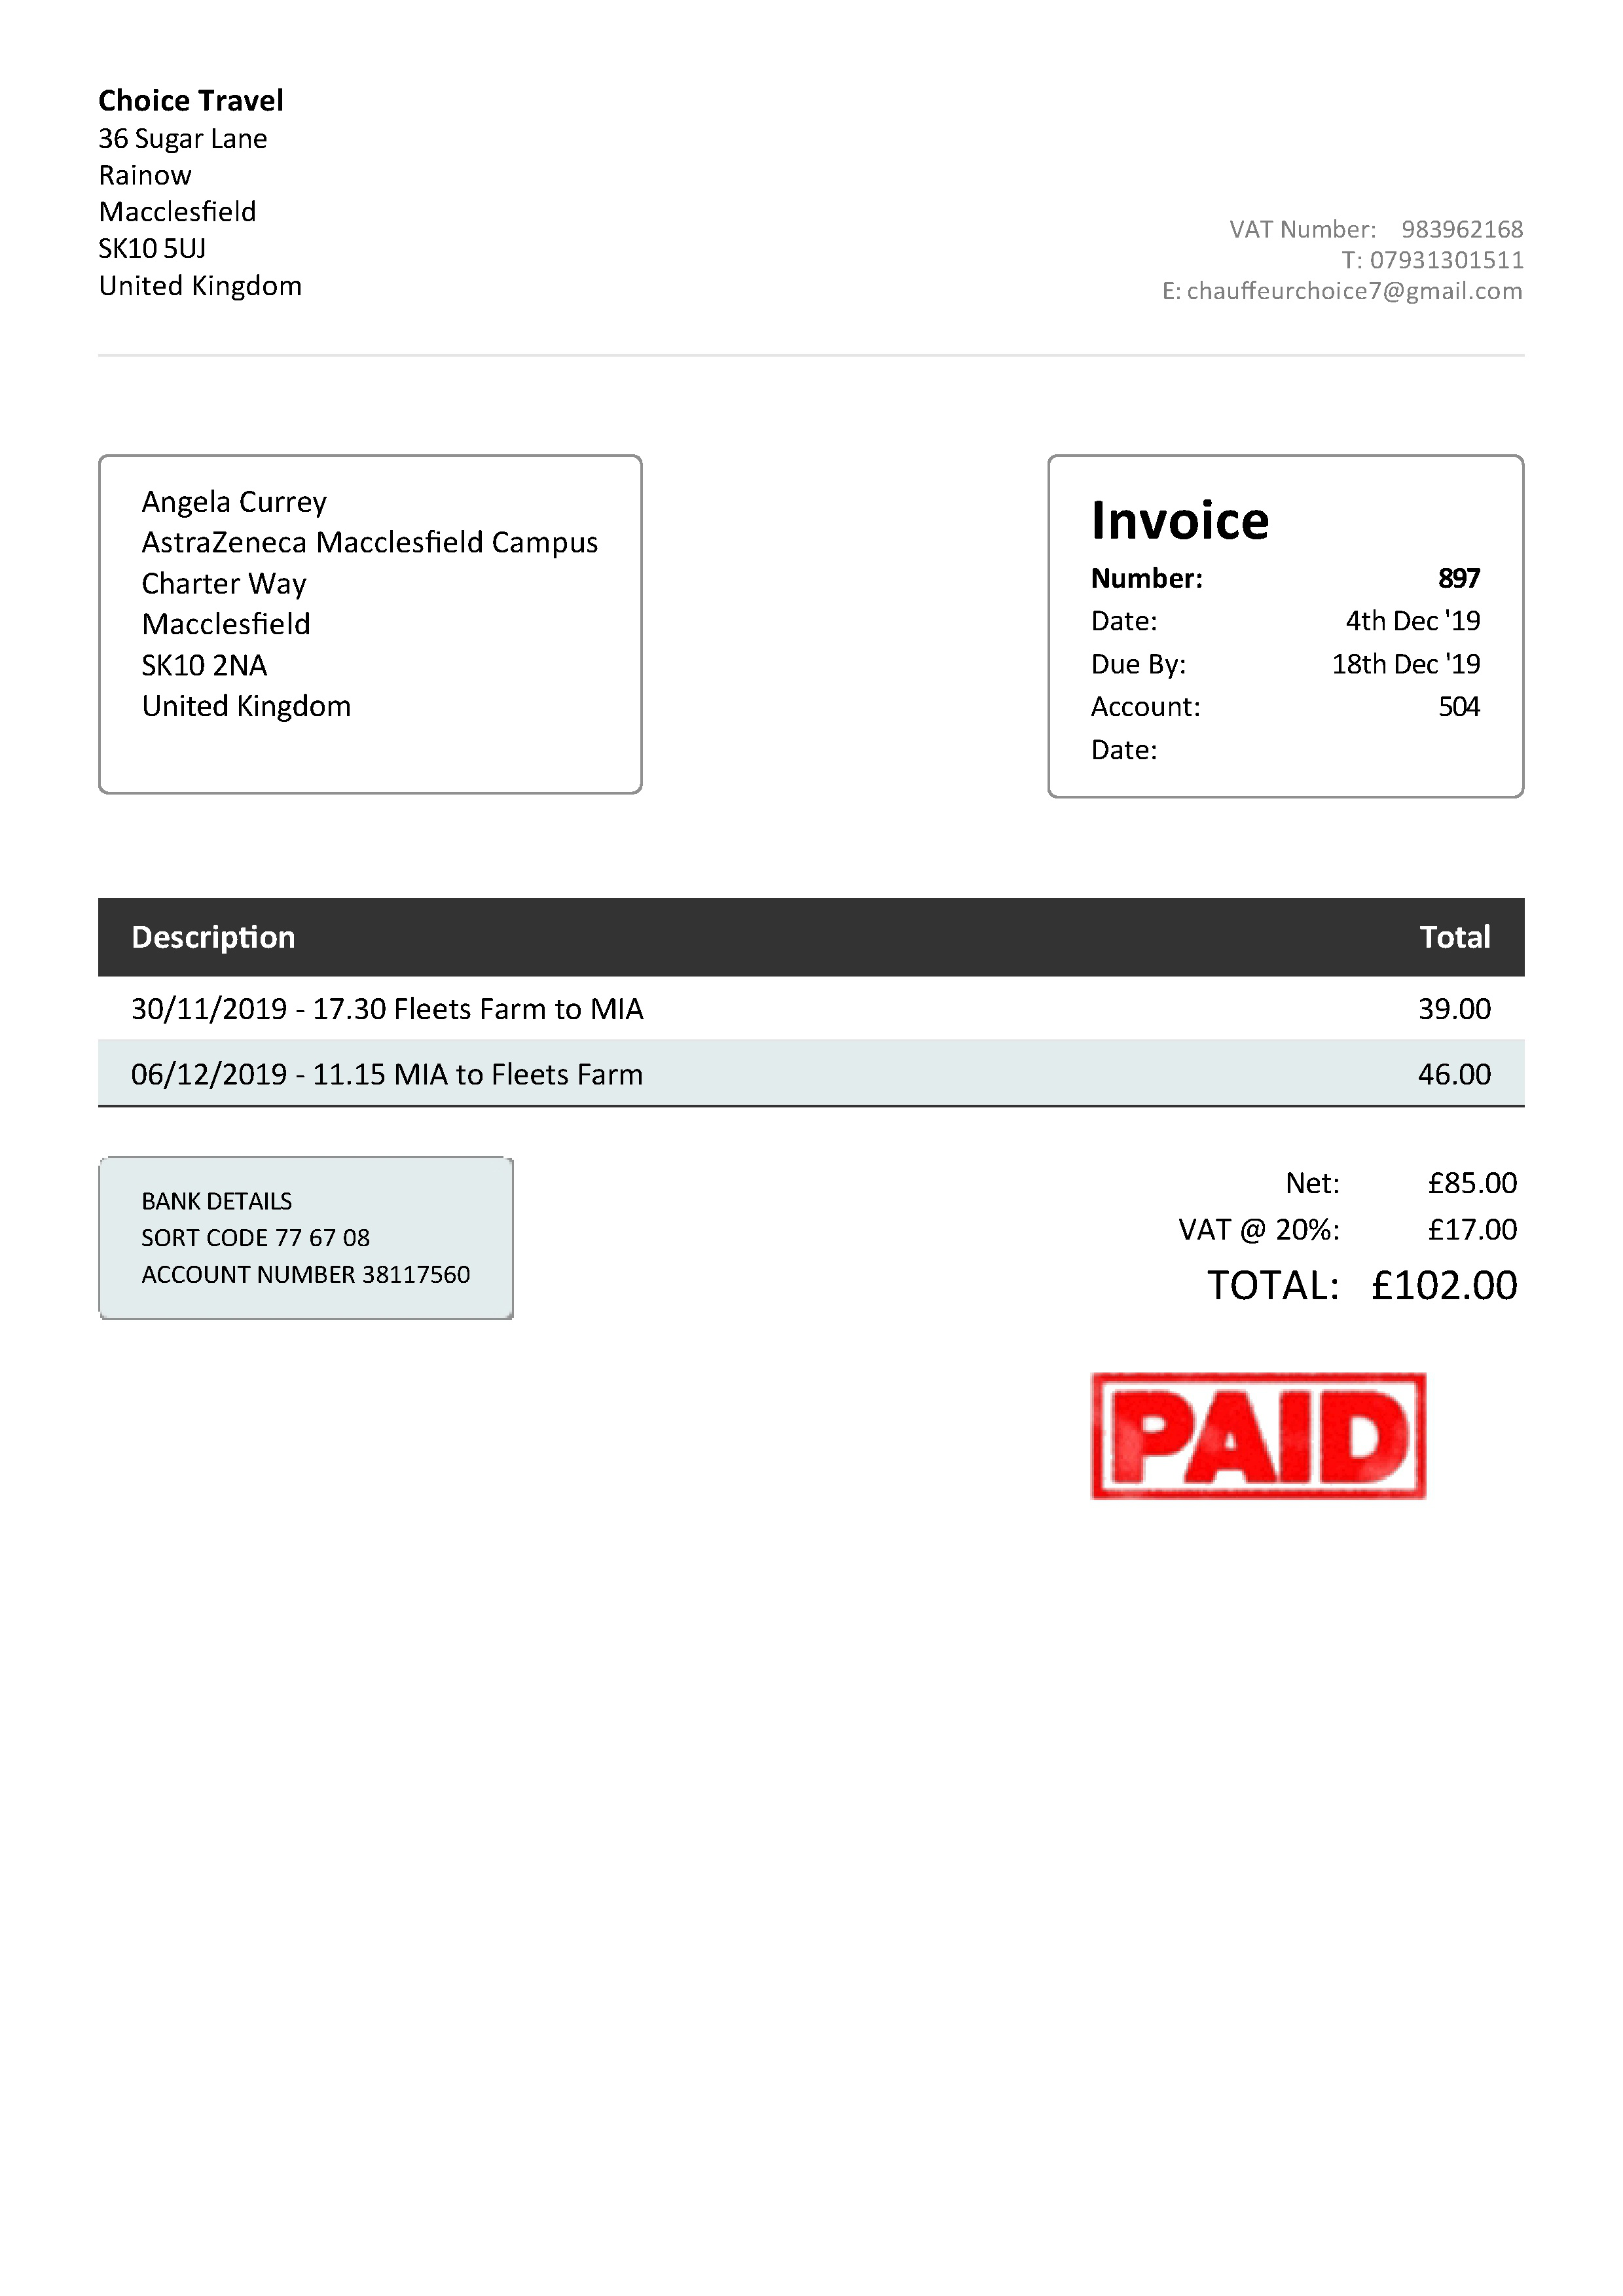 Choice Travel
36 Sugar Lane
Rainow
Macclesfield
SK10 5UJ
United Kingdom
VAT Number: 983962168
T: 07931301511
E: chauffeurchoice7@gmail.com
Angela Currey
AstraZeneca Macclesfield Campus
Charter Way
Macclesfield
SK10 2NA
United Kingdom
Invoice
Number: 897
Date: 4th Dec '19
Due By: 18th Dec '19
Account: 504
Date:
Description Total
30/11/2019 - 17.30 Fleets Farm to MIA 39.00
06/12/2019 - 11.15 MIA to Fleets Farm 46.00
BANK DETAILS
SORT CODE 77 67 08
ACCOUNT NUMBER 38117560
Net: £85.00
VAT @ 20%: £17.00
TOTAL: £102.00
PAID